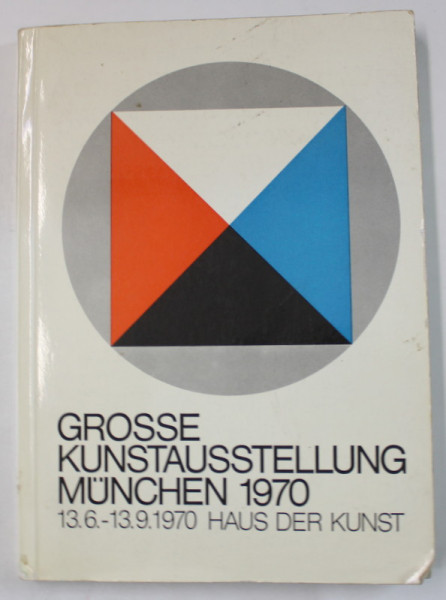 GROSSE
KUNSTAUSSTELLUNG
MÜNCHEN 1970
13.6.-13.9.1970 HAUS DER KUNST